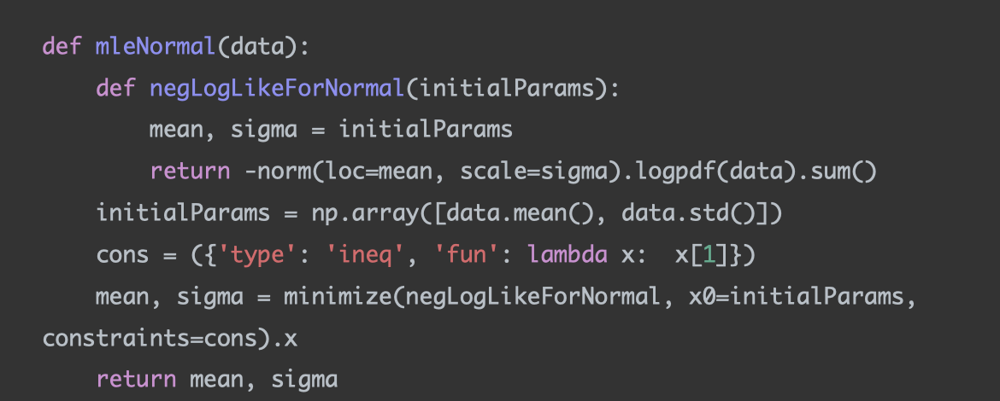 def mleNormal(data):
    def negLogLikeForNormal(initialParams):
        mean, sigma = initialParams
        return -norm(loc=mean, scale=sigma).logpdf(data).sum()
    initialParams = np.array([data.mean(), data.std()])
    cons = ({'type': 'ineq', 'fun': lambda x:  x[1]})
    mean, sigma = minimize(negLogLikeForNormal, x0=initialParams,
constraints=cons).x
    return mean, sigma